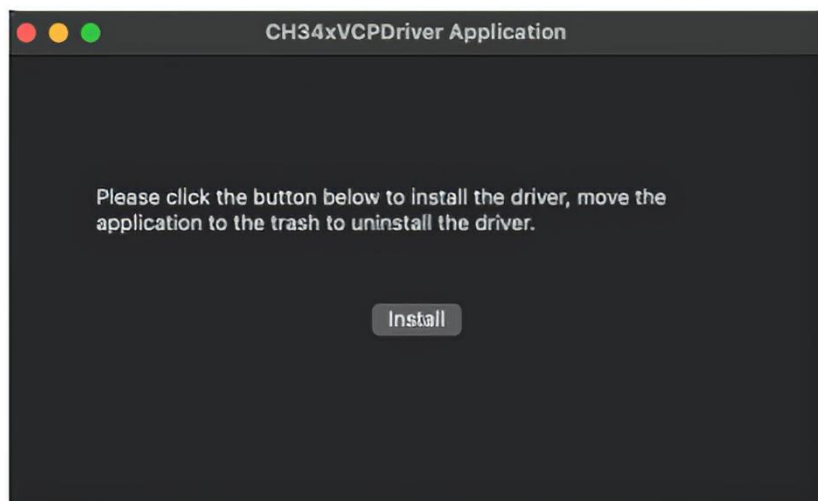 CH34xVCPDriver Application
Please click the button below to install the driver, move the
application to the trash to uninstall the driver.
Install